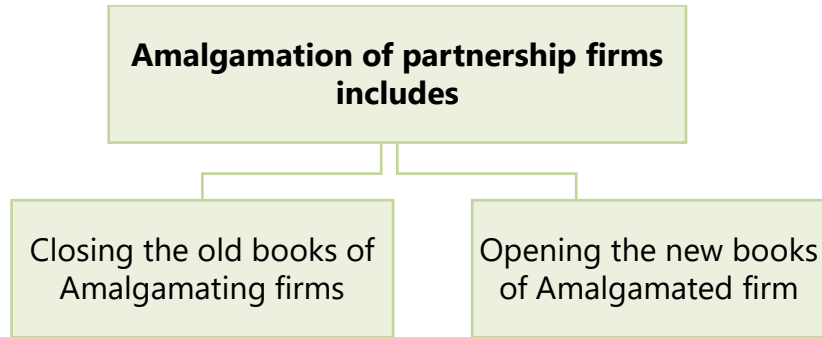 Amalgamation of partnership firms
includes
Closing the old books of
Amalgamating firms
Opening the new books
of Amalgamated firm